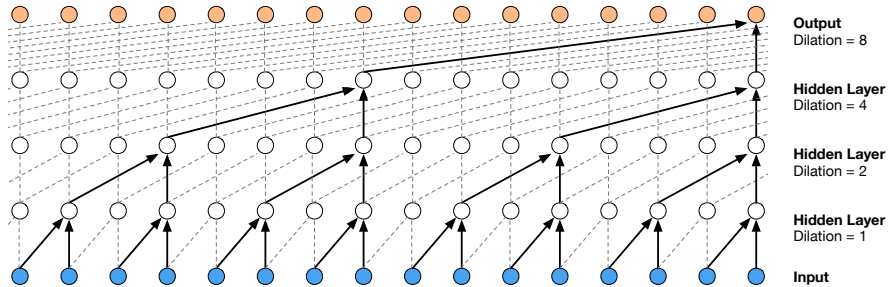 Output
Dilation = 8
Hidden Layer
Dilation = 4
Hidden Layer
Dilation = 2
Hidden Layer
Dilation = 1
Input